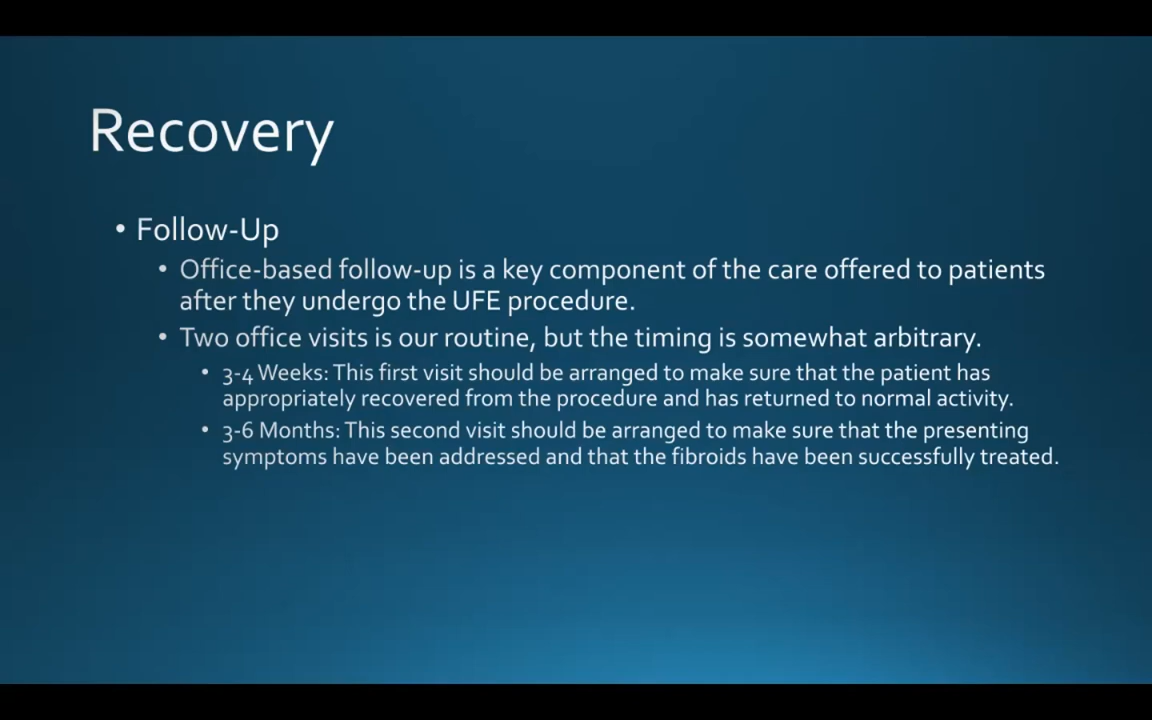 Recovery
• Follow-Up
• Office-based follow-up is a key component of the care offered to patients
after they undergo the UFE procedure.
• Two office visits is our routine, but the timing is somewhat arbitrary.
• 3-4 Weeks: This first visit should be arranged to make sure that the patient has
appropriately recovered from the procedure and has returned to normal activity.
• 3-6 Months: This second visit should be arranged to make sure that the presenting
symptoms have been addressed and that the fibroids have been successfully treated.